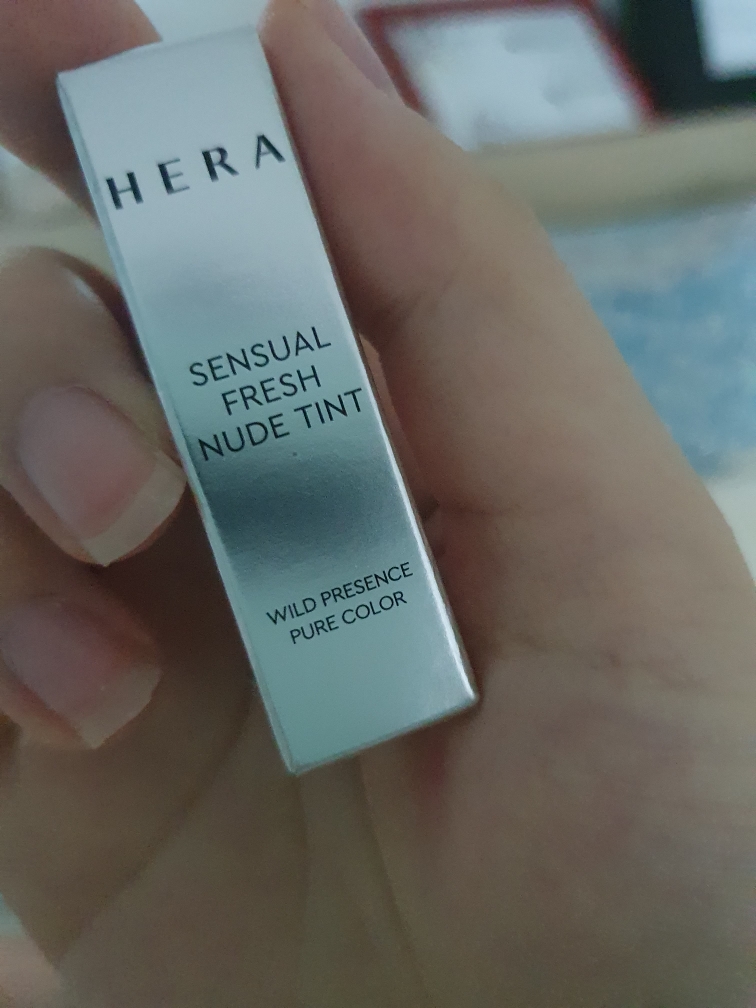 HERA
SENSUAL
FRESH
NUDE TINT
WILD PRESENCE
PURE COLOR